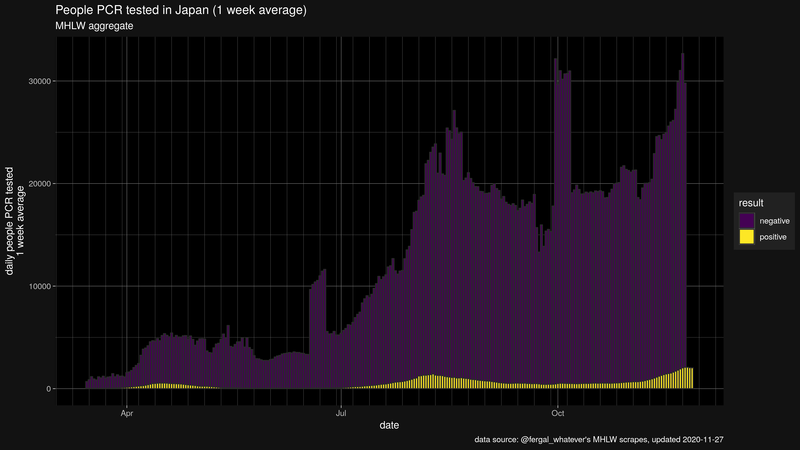 People PCR tested in Japan (1 week average)
MHLW aggregate
daily people PCR tested
1 week average
30000
20000
10000
0
Apr
Jul
Oct
date
result
negative
positive
data source: @fergal_whatever's MHLW scrapes, updated 2020-11-27